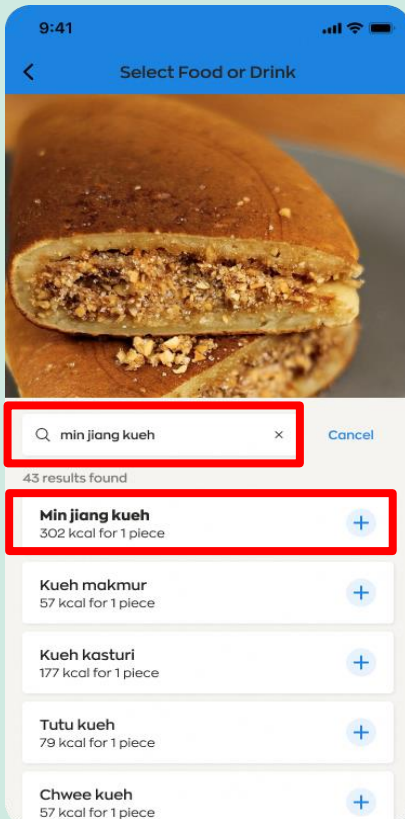 9:41
Select Food or Drink
min jiang kueh
Cancel
43 results found
Min jiang kueh
302 kcal for 1 piece
Kueh makmur
57 kcal for 1 piece
Kueh kasturi
177 kcal for 1 piece
Tutu kueh
79 kcal for 1 piece
Chwee kueh
57 kcal for 1 piece